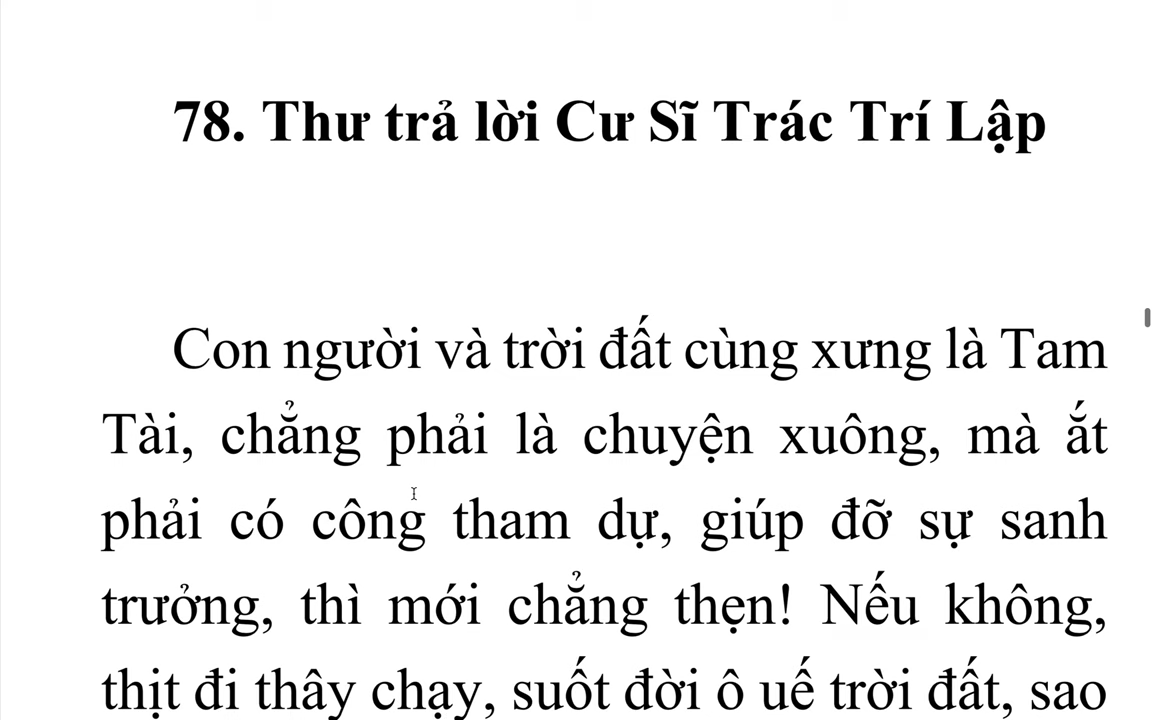 78. Thư trả lời Cư Sĩ Trác Trí Lập
Con người và trời đất cùng xưng là Tam
Tài, chẳng phải là chuyện xuông, mà ắt
phải có công tham dự, giúp đỡ sự sanh
trưởng, thì mới chẳng thẹn! Nếu không,
thịt đi thây chạy, suốt đời ô uế trời đất, sao